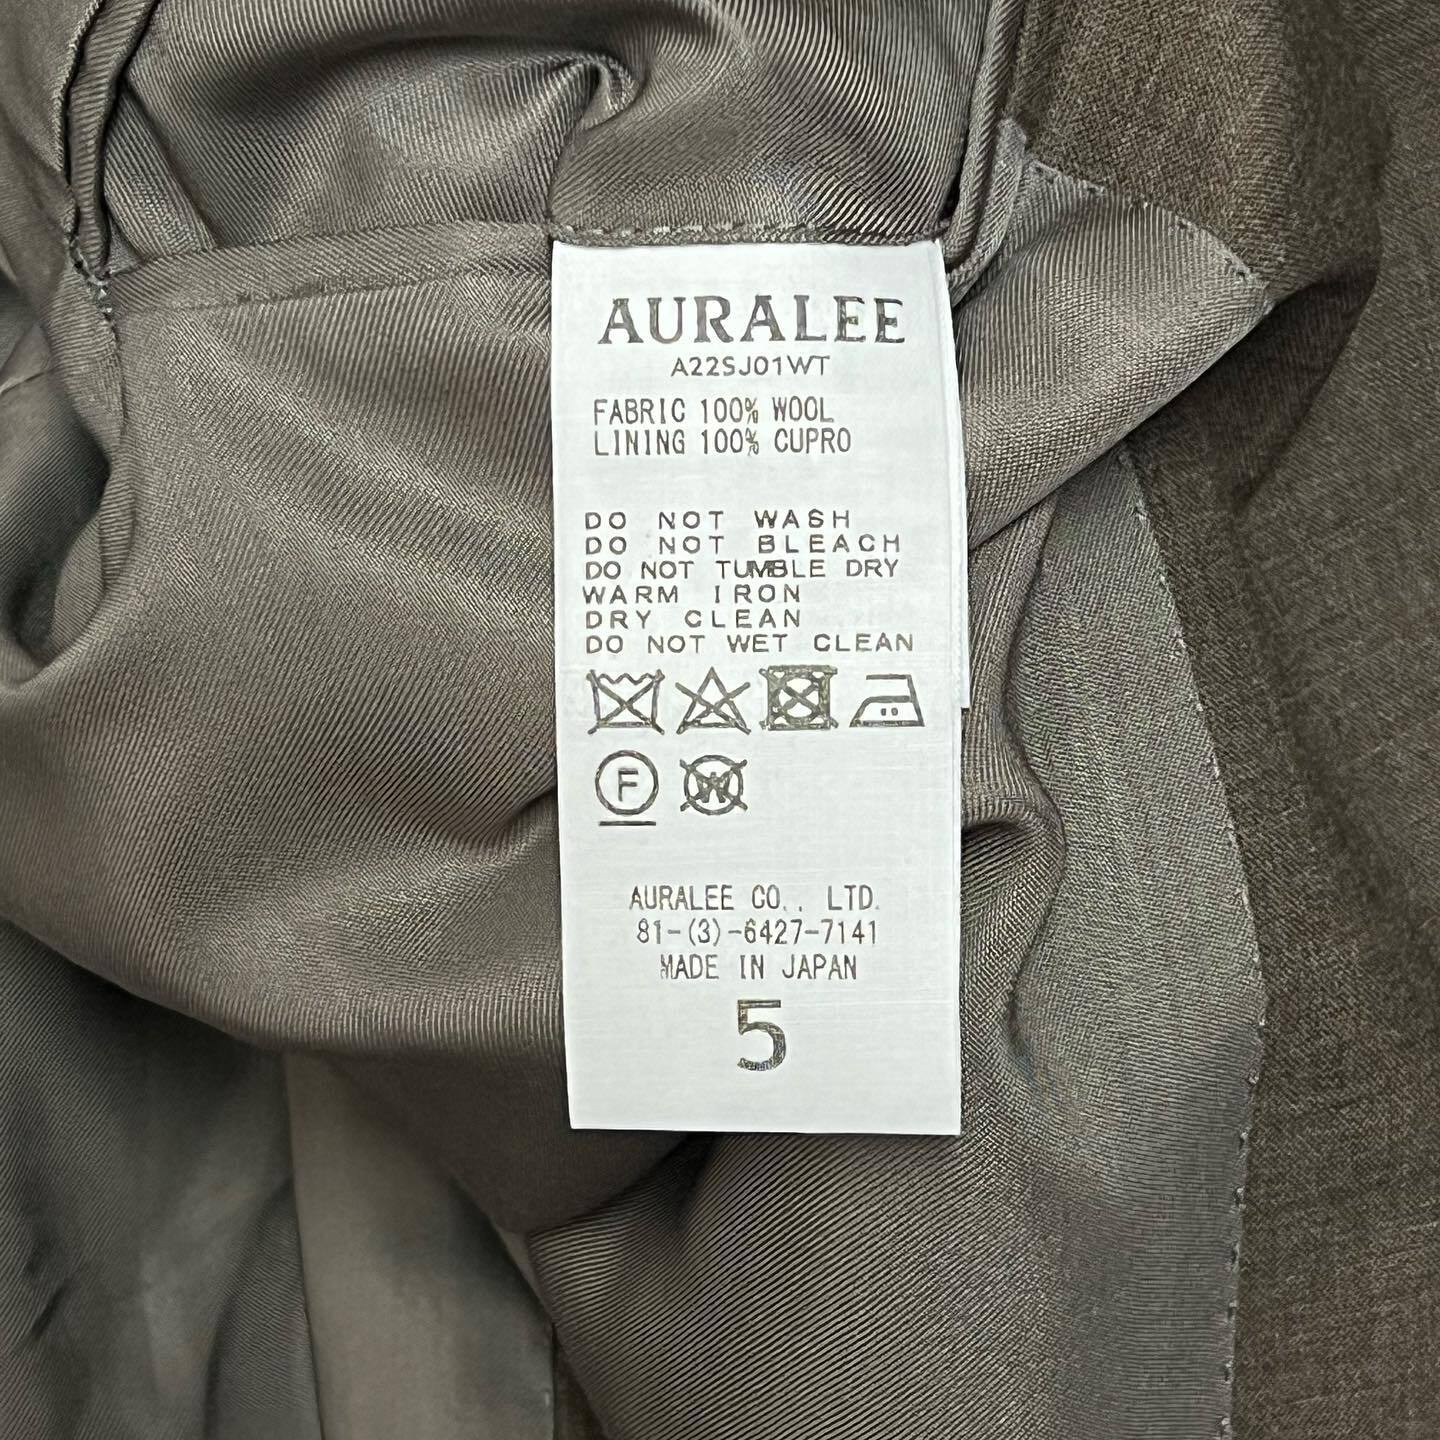 AURALEE
A22SJ01WT
FABRIC 100% WOOL
LINING 100% CUPRO
DO NOT WASH
DO NOT BLEACH
DO NOT TUMBLE DRY
WARM IRON
DRY CLEAN
DO NOT WET CLEAN
F W
AURALEE CO., LTD.
81-(3)-6427-7141
MADE IN JAPAN
5